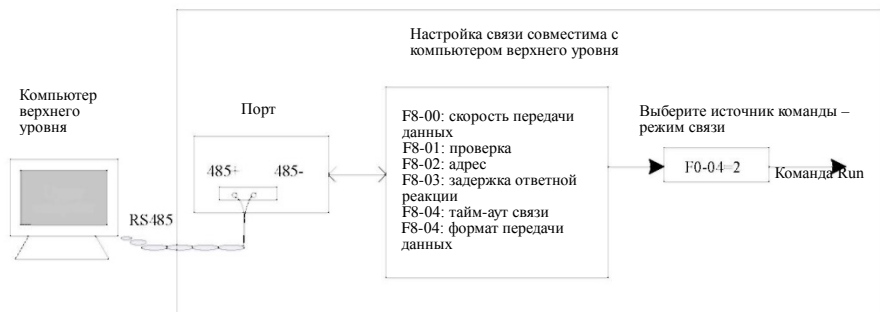 Настройка связи совместима с
компьютером верхнего уровня
Компьютер
верхнего
уровня
Порт
485+ 485-
RS485
F8-00: скорость передачи
данных
F8-01: проверка
F8-02: адрес
F8-03: задержка ответной
реакции
F8-04: тайм-аут связи
F8-04: формат передачи
данных
Выберите источник команды –
режим связи
F0-04=2
Команда Run